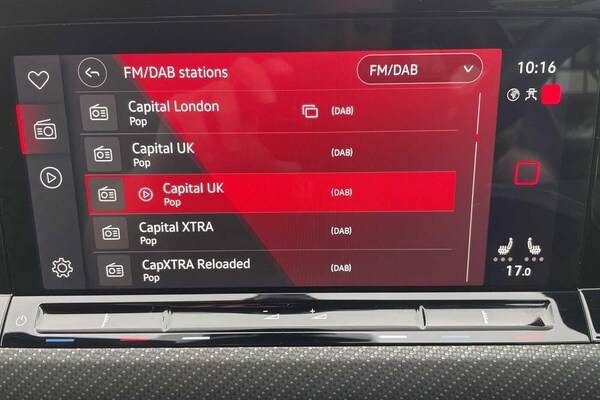 FM/DAB stations
FM/DAB
10:16
Capital London
(DAB)
Pop
Capital UK
(DAB)
Pop
Capital UK
(DAB)
Pop
Capital XTRA
(DAB)
Pop
CapXTRA Reloaded
(DAB)
Pop
17.0
- +